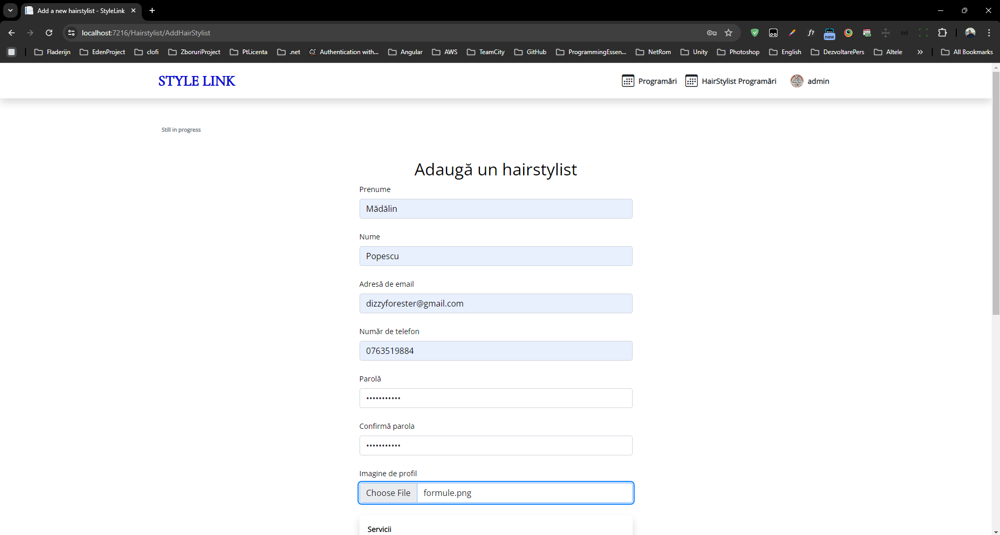 Add a new hairstylist - StyleLink
localhost:7216/Hairstylist/AddHairStylist
f?
new
Fladerijn EdenProject clofi ZboruriProject PtLicenta .net CS Authentication with... Angular AWS TeamCity GitHub ProgrammingEssen... NetRom Unity Photoshop English DezvoltarePers Altele » All Bookmarks
STYLE LINK Programări HairStylist Programări admin
Still in progress
Adaugă un hairstylist
Prenume
Mădălin
Nume
Popescu
Adresă de email
dizzyforester@gmail.com
Număr de telefon
0763519884
Parolă
•••••••••••
Confirmă parola
•••••••••••
Imagine de profil
Choose File formule.png
Servicii